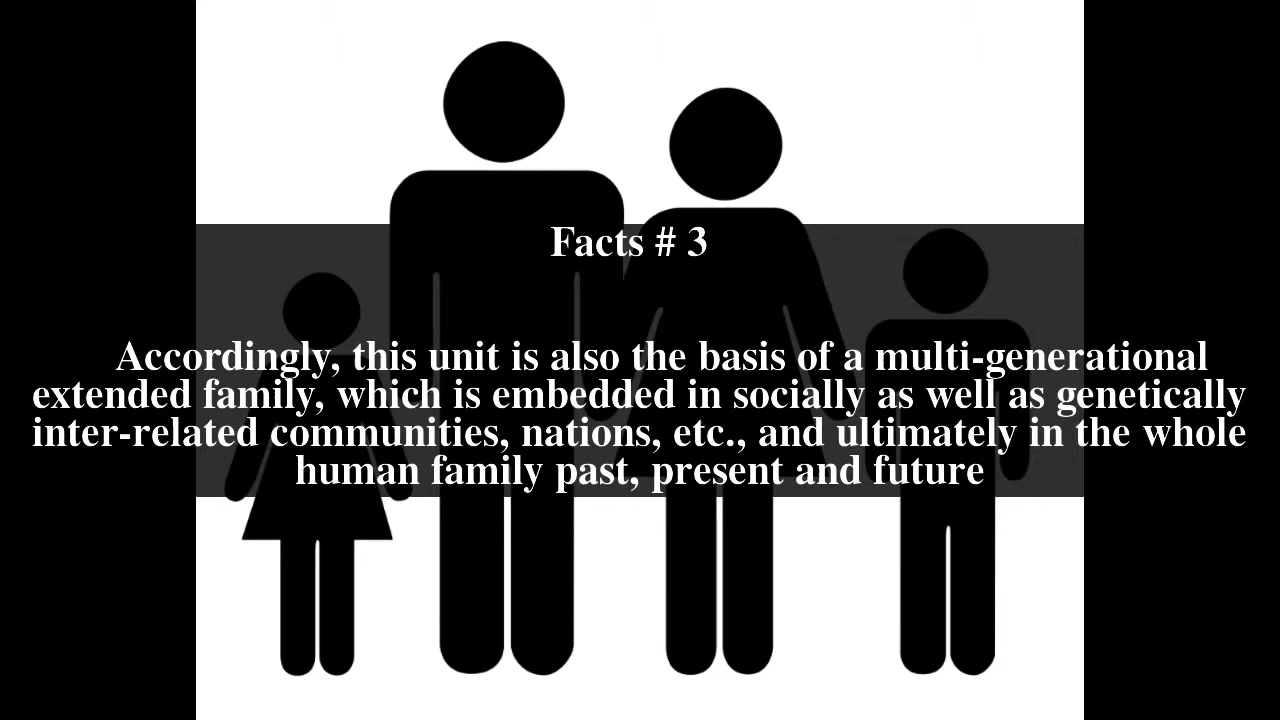 Facts # 3
Accordingly, this unit is also the basis of a multi-generational
extended family, which is embedded in socially as well as genetically
inter-related communities, nations, etc., and ultimately in the whole
human family past, present and future